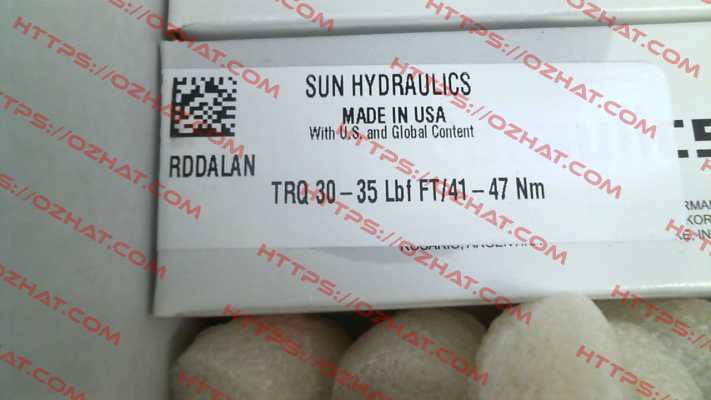 SUN HYDRAULICS
MADE IN USA
With U.S. and Global Content
RDDALAN
TRQ 30-35 Lbf FT/41-47 Nm
HTTPS://OZHAT.COM